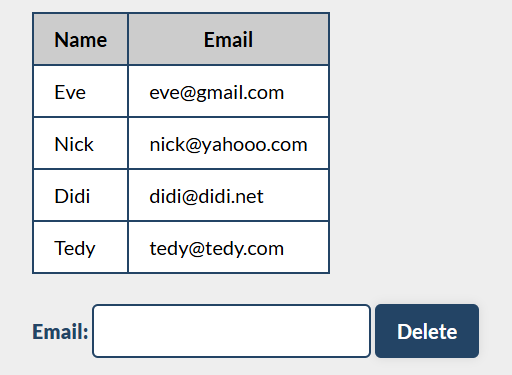 Name Email
Eve eve@gmail.com
Nick nick@yahooo.com
Didi didi@didi.net
Tedy tedy@tedy.com
Email: Delete